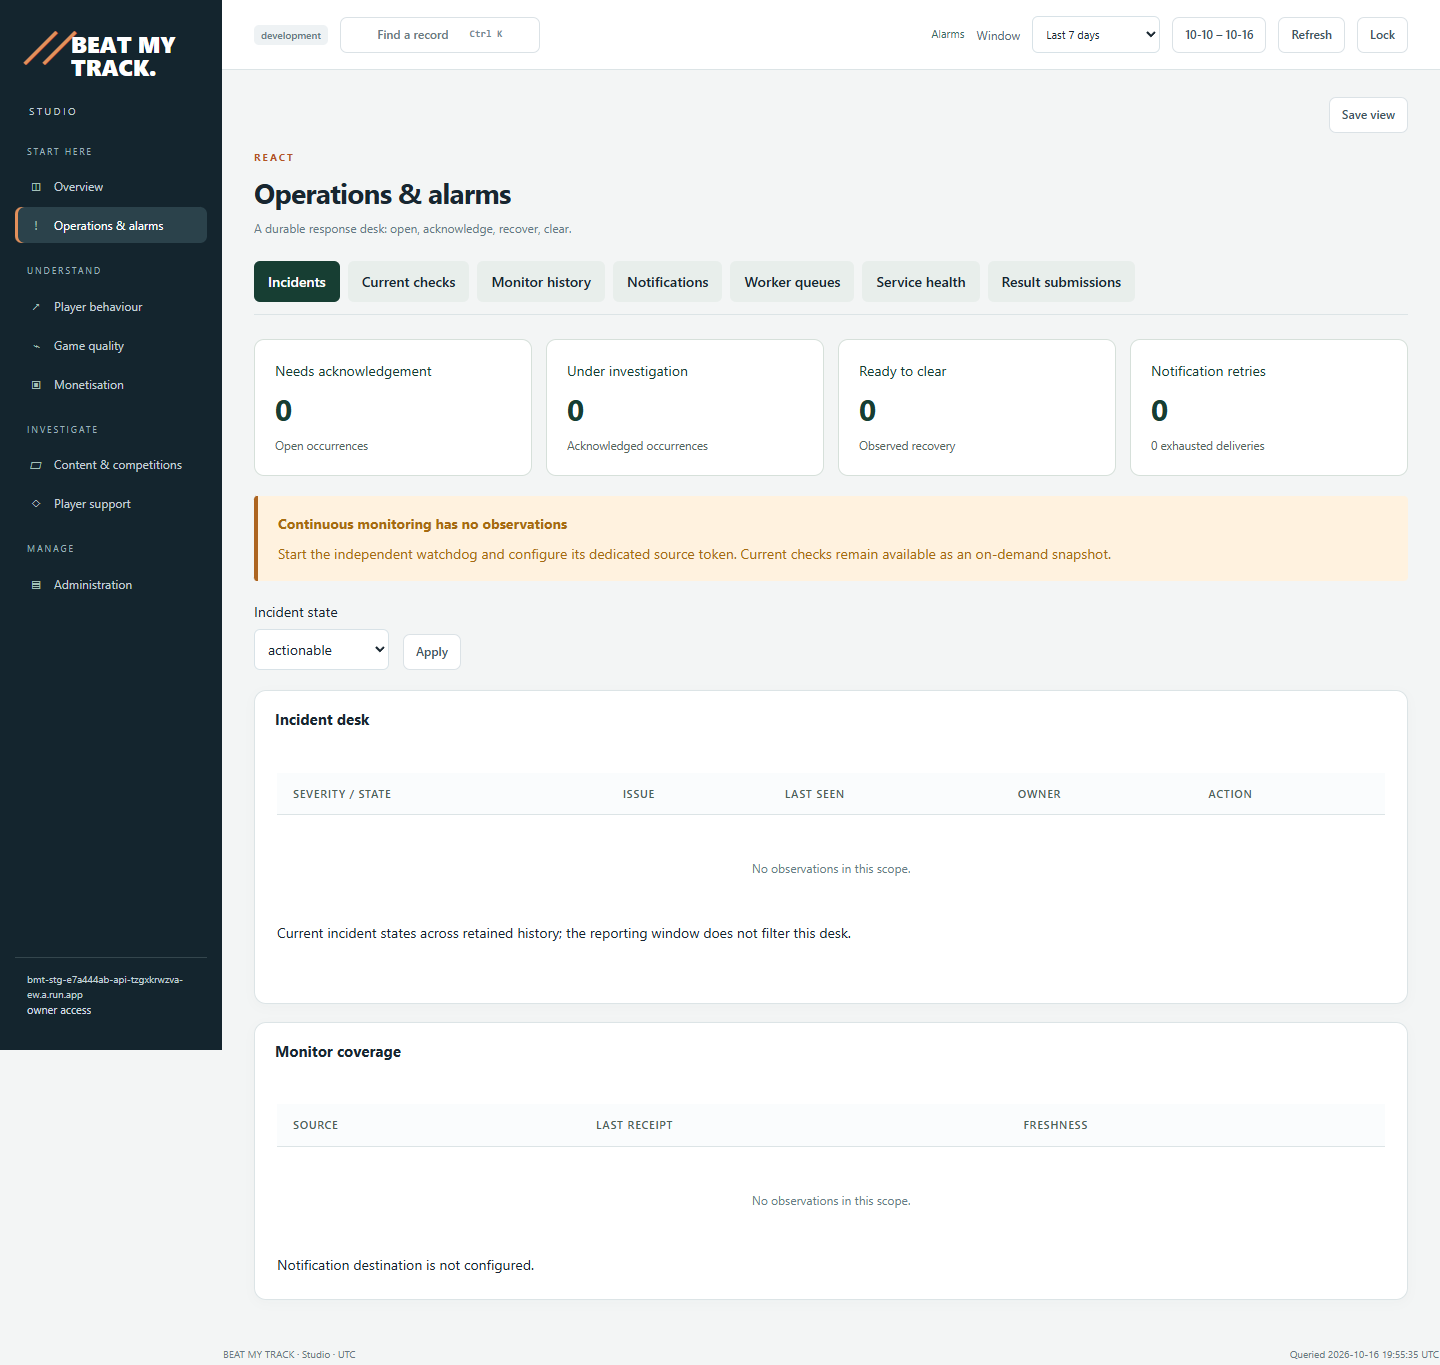 BEAT MY
TRACK.
STUDIO
START HERE
Overview
! Operations & alarms
UNDERSTAND
Player behaviour
Game quality
Monetisation
INVESTIGATE
Content & competitions
Player support
MANAGE
Administration
bmt-stg-e7a444ab-api-tzgxkrwzva-
ew.a.run.app
owner access
development
Find a record Ctrl K
Alarms Window Last 7 days 10-10 – 10-16 Refresh Lock
Save view
REACT
Operations & alarms
A durable response desk: open, acknowledge, recover, clear.
Incidents Current checks Monitor history Notifications Worker queues Service health Result submissions
Needs acknowledgement
0
Open occurrences
Under investigation
0
Acknowledged occurrences
Ready to clear
0
Observed recovery
Notification retries
0
0 exhausted deliveries
Continuous monitoring has no observations
Start the independent watchdog and configure its dedicated source token. Current checks remain available as an on-demand snapshot.
Incident state
actionable Apply
Incident desk
SEVERITY / STATE ISSUE LAST SEEN OWNER ACTION
No observations in this scope.
Current incident states across retained history; the reporting window does not filter this desk.
Monitor coverage
SOURCE LAST RECEIPT FRESHNESS
No observations in this scope.
Notification destination is not configured.
BEAT MY TRACK · Studio · UTC
Queried 2026-10-16 19:55:35 UTC